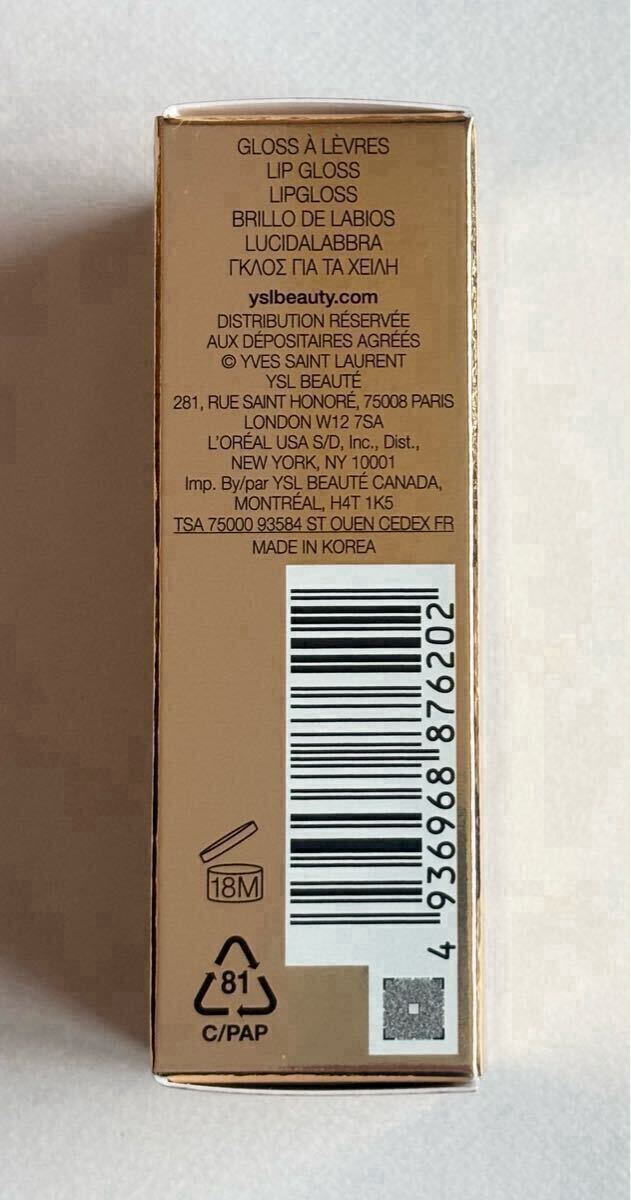 GLOSS À LÈVRES
LIP GLOSS
LIPGLOSS
BRILLO DE LABIOS
LUCIDALABBRA
ΓΚΛΟΣ ΓΙΑ ΤΑ ΧΕΙΛΗ
yslbeauty.com
DISTRIBUTION RÉSERVÉE
AUX DÉPOSITAIRES AGRÉÉS
© YVES SAINT LAURENT
YSL BEAUTÉ
281, RUE SAINT HONORÉ, 75008 PARIS
LONDON W12 7SA
L'ORÉAL USA S/D, Inc., Dist.,
NEW YORK, NY 10001
Imp. By/par YSL BEAUTÉ CANADA,
MONTRÉAL, H4T 1K5
TSA 75000 93584 ST OUEN CEDEX FR
MADE IN KOREA
4 936968 876202
18M
81
C/PAP